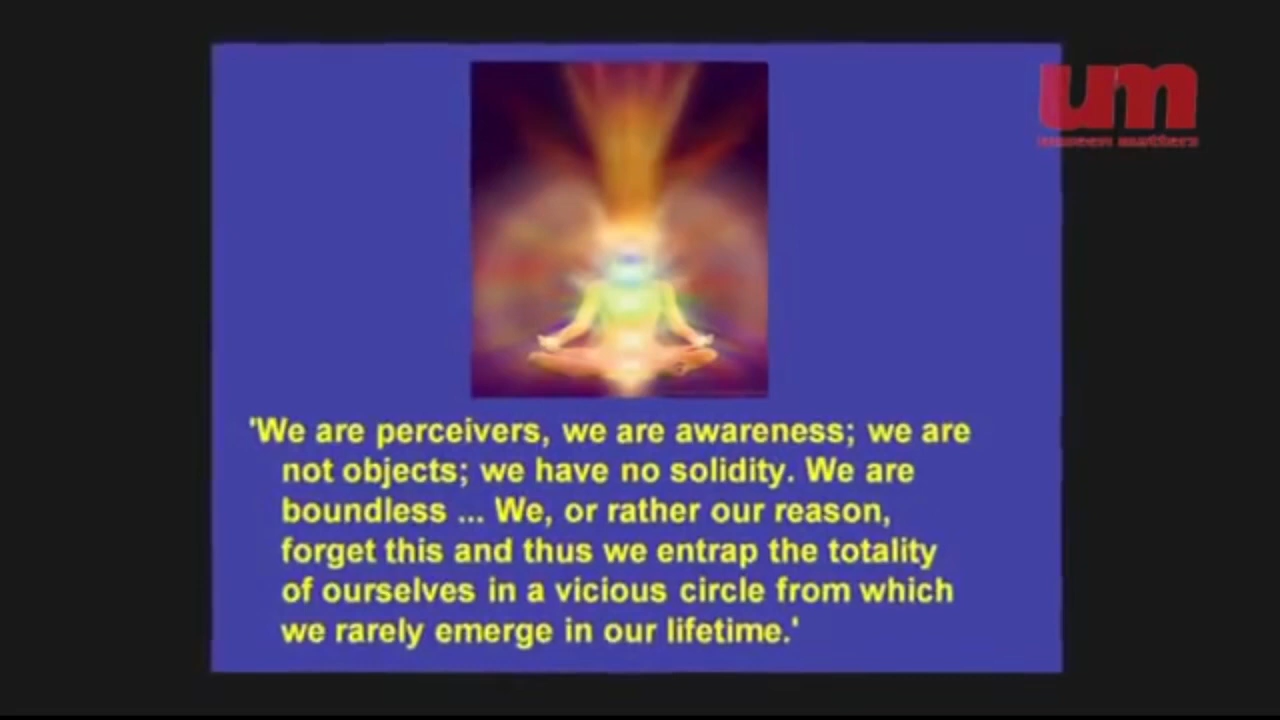 um
unseen matters
'We are perceivers, we are awareness; we are
not objects; we have no solidity. We are
boundless ... We, or rather our reason,
forget this and thus we entrap the totality
of ourselves in a vicious circle from which
we rarely emerge in our lifetime.'